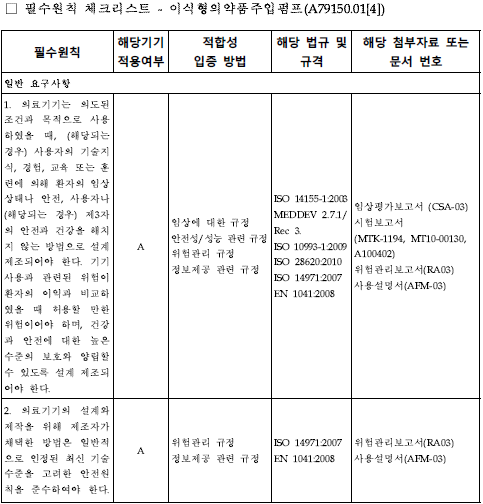 □ 필수원칙 체크리스트 - 이식형의약품주입펌프(A79150.01[4])
필수원칙
해당기기
적용여부
적합성
입증 방법
해당 법규 및
규격
해당 첨부자료 또는
문서 번호
일반 요구사항
1. 의료기기는 의도된
조건과 목적으로 사용
하였을 때, (해당되는
경우) 사용자의 기술지
식, 경험, 교육 또는 훈
련에 의해 환자의 임상
상태나 안전, 사용자나
(해당되는 경우) 제3자
의 안전과 건강을 해치
지 않는 방법으로 설계
제조되어야 한다. 기기
사용과 관련된 위험이
환자의 이익과 비교하
였을 때 허용할 만한
위험이어야 하며, 건강
과 안전에 대한 높은
수준의 보호와 양립할
수 있도록 설계 제조되
어야 한다.
A
임상에 대한 규정
안전성/성능 관련 규정
위험관리 규정
정보제공 관련 규정
ISO 14155-1:2003
MEDDEV 2.7.1/
Rec 3.
ISO 10993-1:2009
ISO 28620:2010
ISO 14971:2007
EN 1041:2008
임상평가보고서 (CSA-03)
시험보고서
(MTK-1194, MT10-00130,
A100402)
위험관리보고서(RA03)
사용설명서(AFM-03)
2. 의료기기의 설계와
제작을 위해 제조자가
채택한 방법은 일반적
으로 인정된 최신 기술
수준을 고려한 안전원
칙을 준수하여야 한다.
A
위험관리 규정
정보제공 관련 규정
ISO 14971:2007
EN 1041:2008
위험관리보고서(RA03)
사용설명서(AFM-03)